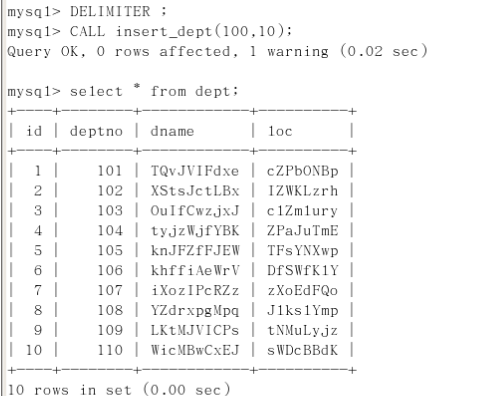 mysql> DELIMITER ;
mysql> CALL insert_dept(100,10);
Query OK, 0 rows affected, 1 warning (0.02 sec)
mysql> select * from dept;
+----+--------+------------+----------+
| id | deptno | dname | loc |
+----+--------+------------+----------+
| 1 | 101 | TQvJVIFdxe | cZPbONBp |
| 2 | 102 | XStsJctLBx | IZWKLzrh |
| 3 | 103 | OuIfCwzjxJ | c1Zm1ury |
| 4 | 104 | tyjzWjfYBK | ZPaJuTmE |
| 5 | 105 | knJFZfFJEW | TFsYNXwp |
| 6 | 106 | khffiAeWrV | DfSWfK1Y |
| 7 | 107 | iXozIPcRZz | zXoEdFQo |
| 8 | 108 | YZdrxpgMpq | J1ks1Ymp |
| 9 | 109 | LKtMJVICPs | tNMuLyjz |
| 10 | 110 | WicMBwCxEJ | sWDcBBdK |
+----+--------+------------+----------+
10 rows in set (0.00 sec)